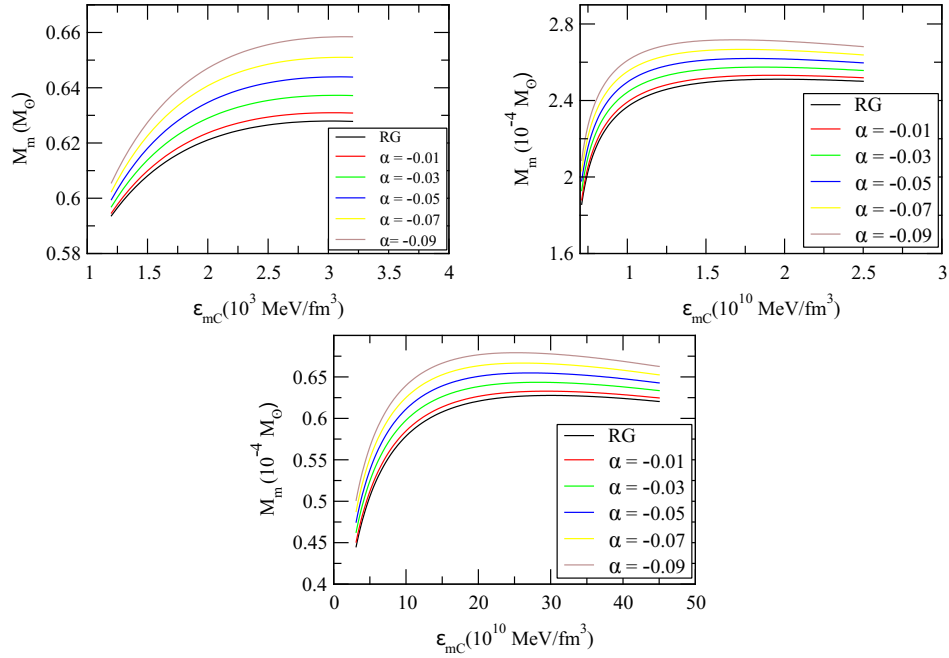 0.66
0.64
0.62
0.6
0.58
M_m (M_⊙)
1 1.5 2 2.5 3 3.5 4
ε_mC(10^3 MeV/fm^3)
RG
α = -0.01
α = -0.03
α = -0.05
α = -0.07
α= -0.09
2.8
2.4
2
1.6
M_m (10^-4 M_⊙)
1 1.5 2 2.5 3
ε_mC(10^10 MeV/fm^3)
RG
α = -0.01
α = -0.03
α = -0.05
α = -0.07
α = -0.09
0.65
0.6
0.55
0.5
0.45
0.4
M_m (10^-4 M_⊙)
0 10 20 30 40 50
ε_mC(10^10 MeV/fm^3)
RG
α = -0.01
α = -0.03
α = -0.05
α = -0.07
α = -0.09